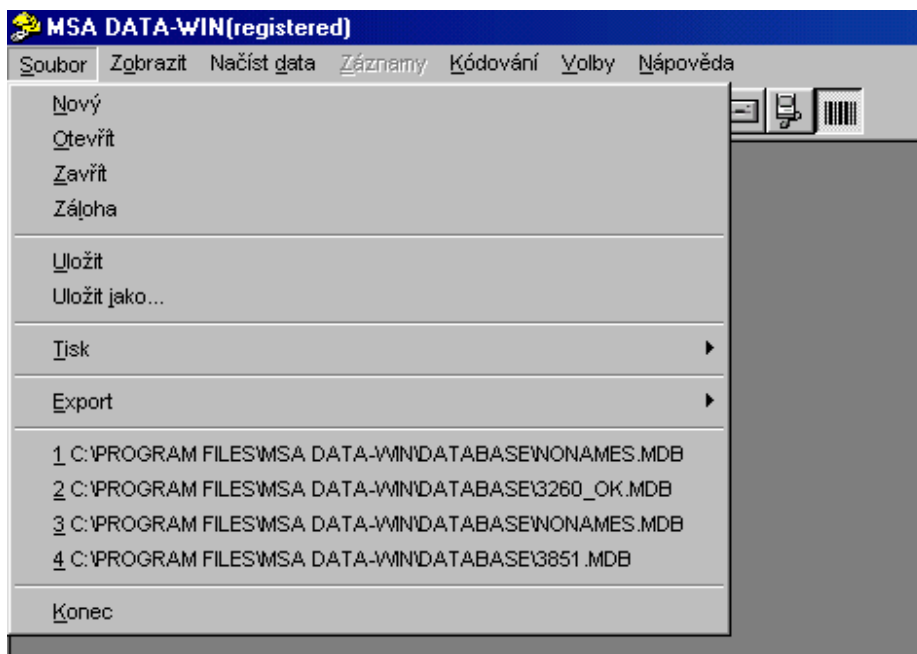 MSA DATA-WIN(registered)
Soubor Zobrazit Načíst data Záznamy Kódování Volby Nápověda
Nový
Otevřít
Zavřít
Záloha
Uložit
Uložit jako...
Tisk
Export
1 C:\PROGRAM FILES\MSA DATA-WIN\DATABASE\NONAMES.MDB
2 C:\PROGRAM FILES\MSA DATA-WIN\DATABASE\3260_OK.MDB
3 C:\PROGRAM FILES\MSA DATA-WIN\DATABASE\NONAMES.MDB
4 C:\PROGRAM FILES\MSA DATA-WIN\DATABASE\3851.MDB
Konec